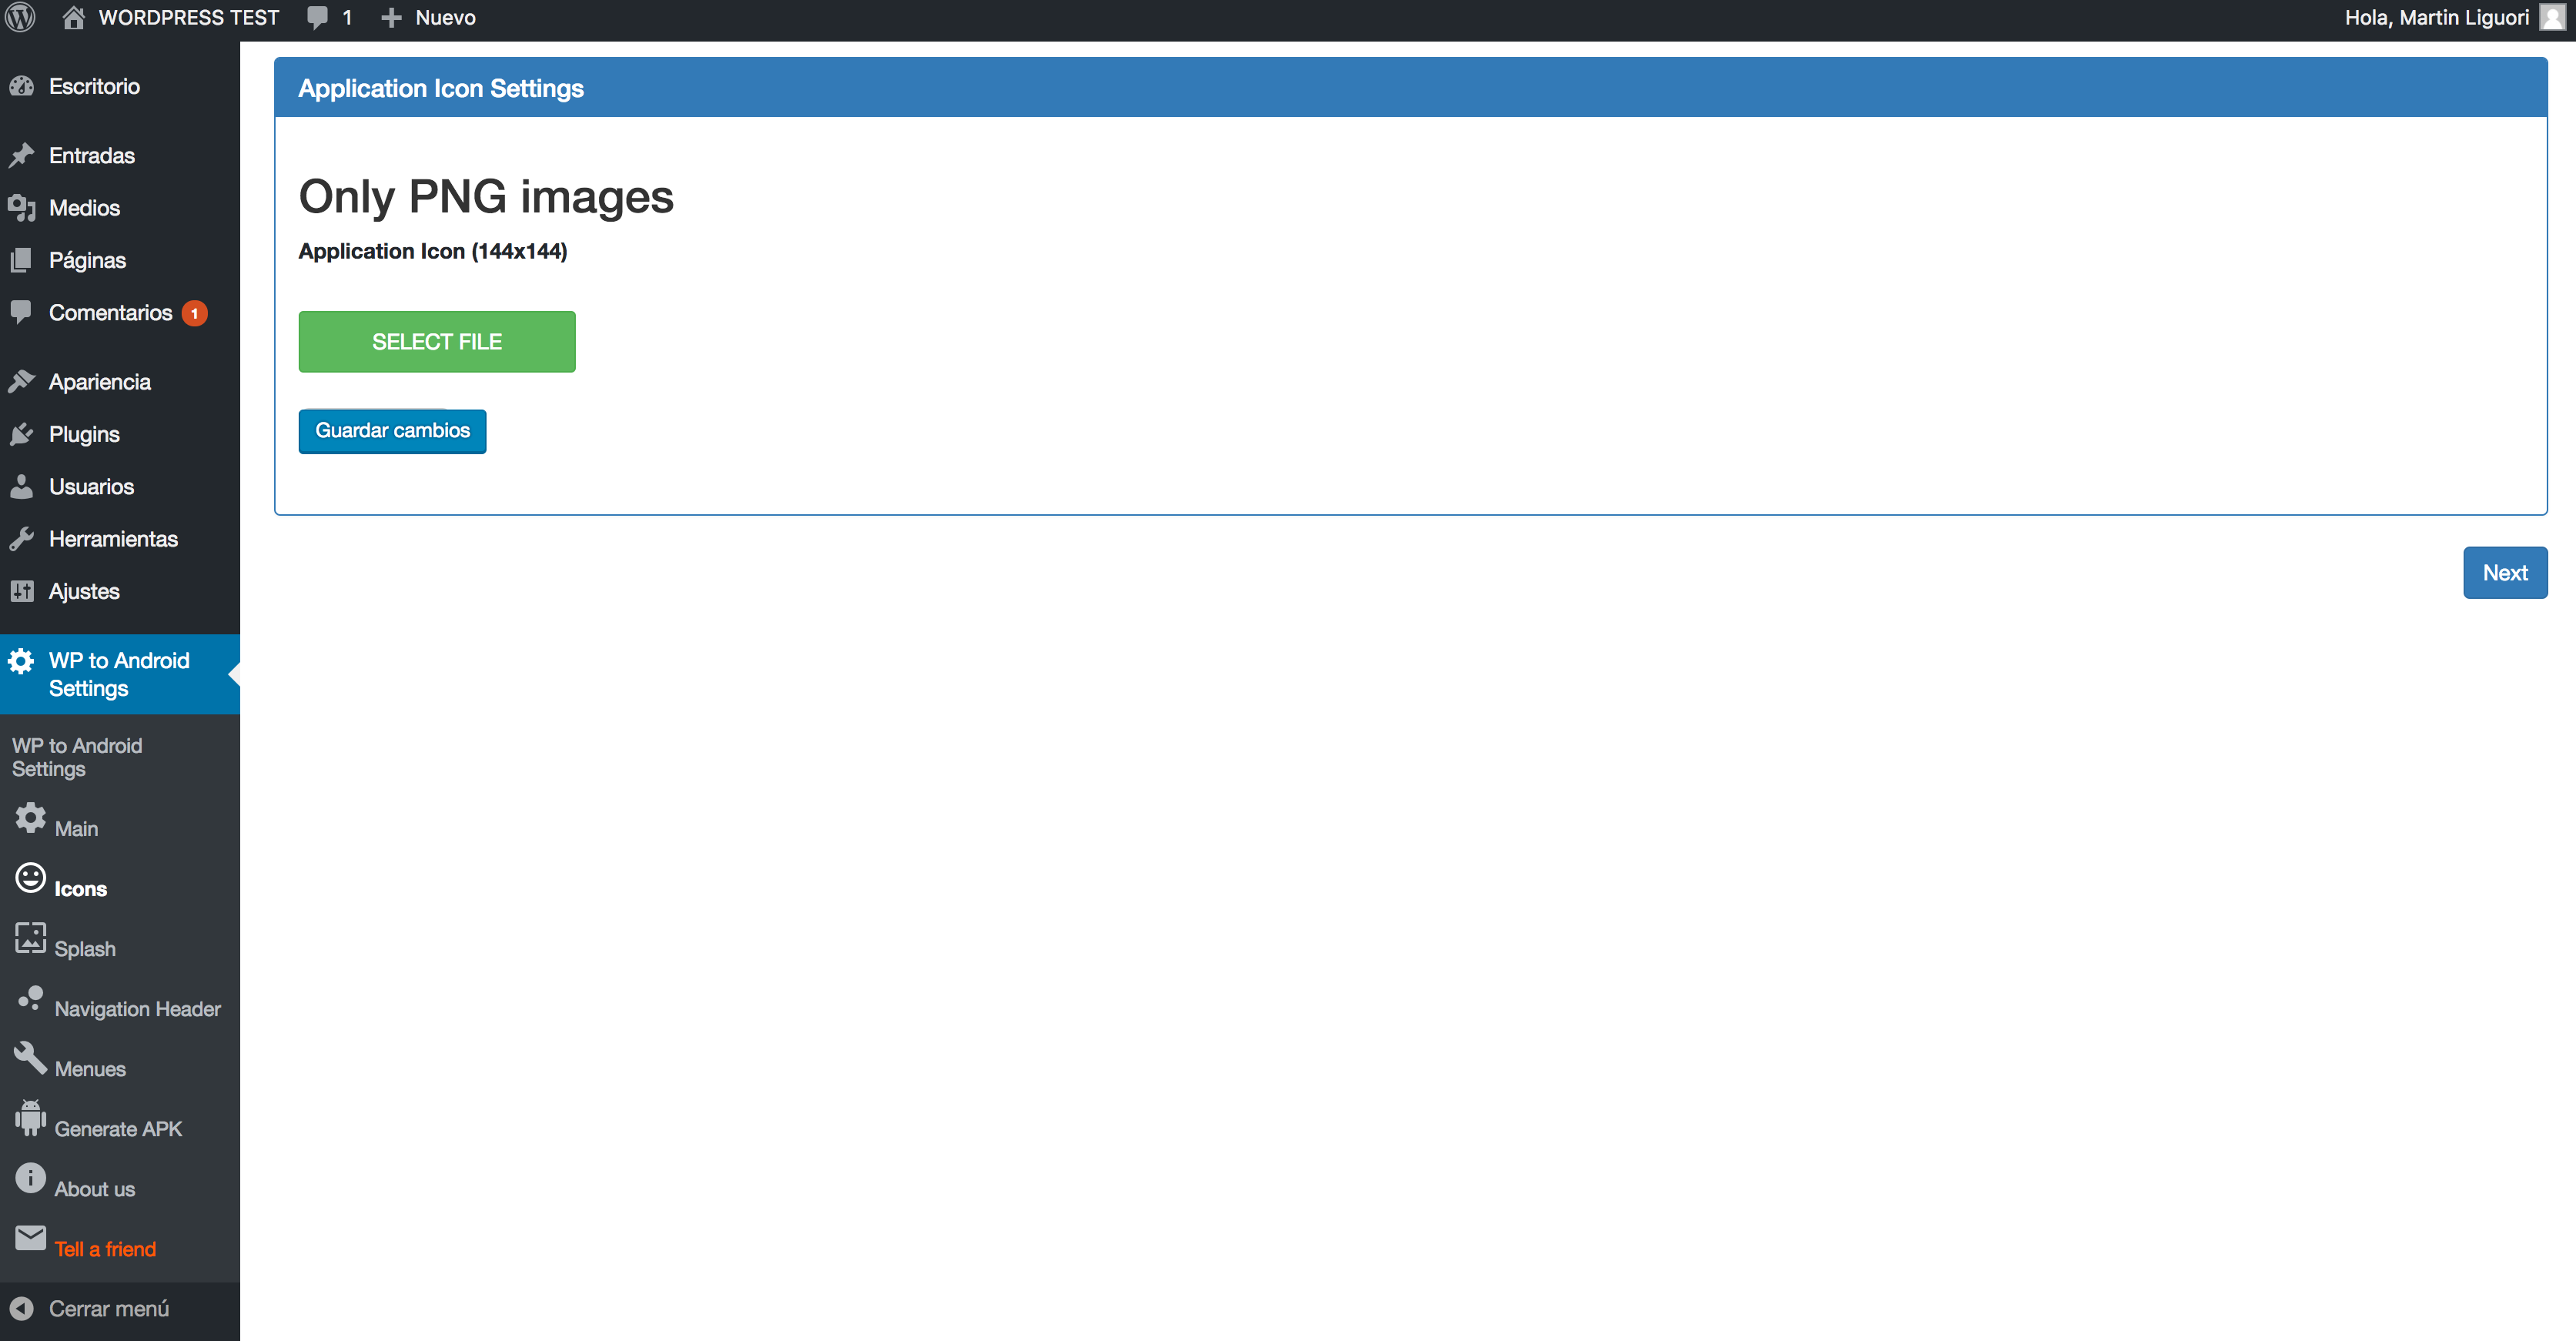 WORDPRESS TEST
1
Nuevo
Hola, Martin Liguori
Escritorio
Entradas
Medios
Páginas
Comentarios 1
Apariencia
Plugins
Usuarios
Herramientas
Ajustes
WP to Android
Settings
WP to Android
Settings
Main
Icons
Splash
Navigation Header
Menues
Generate APK
About us
Tell a friend
Cerrar menú
Application Icon Settings
Only PNG images
Application Icon (144x144)
SELECT FILE
Guardar cambios
Next